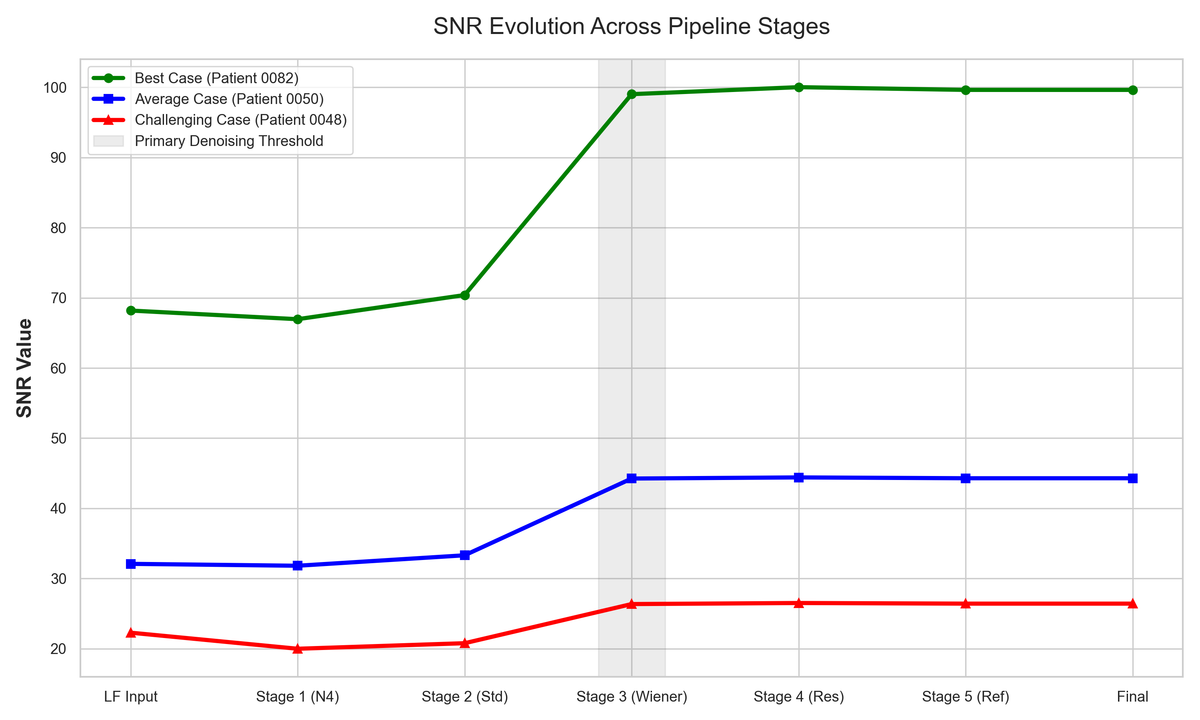 SNR Evolution Across Pipeline Stages
Best Case (Patient 0082)
Average Case (Patient 0050)
Challenging Case (Patient 0048)
Primary Denoising Threshold
SNR Value
100
90
80
70
60
50
40
30
20
LF Input
Stage 1 (N4)
Stage 2 (Std)
Stage 3 (Wiener)
Stage 4 (Res)
Stage 5 (Ref)
Final